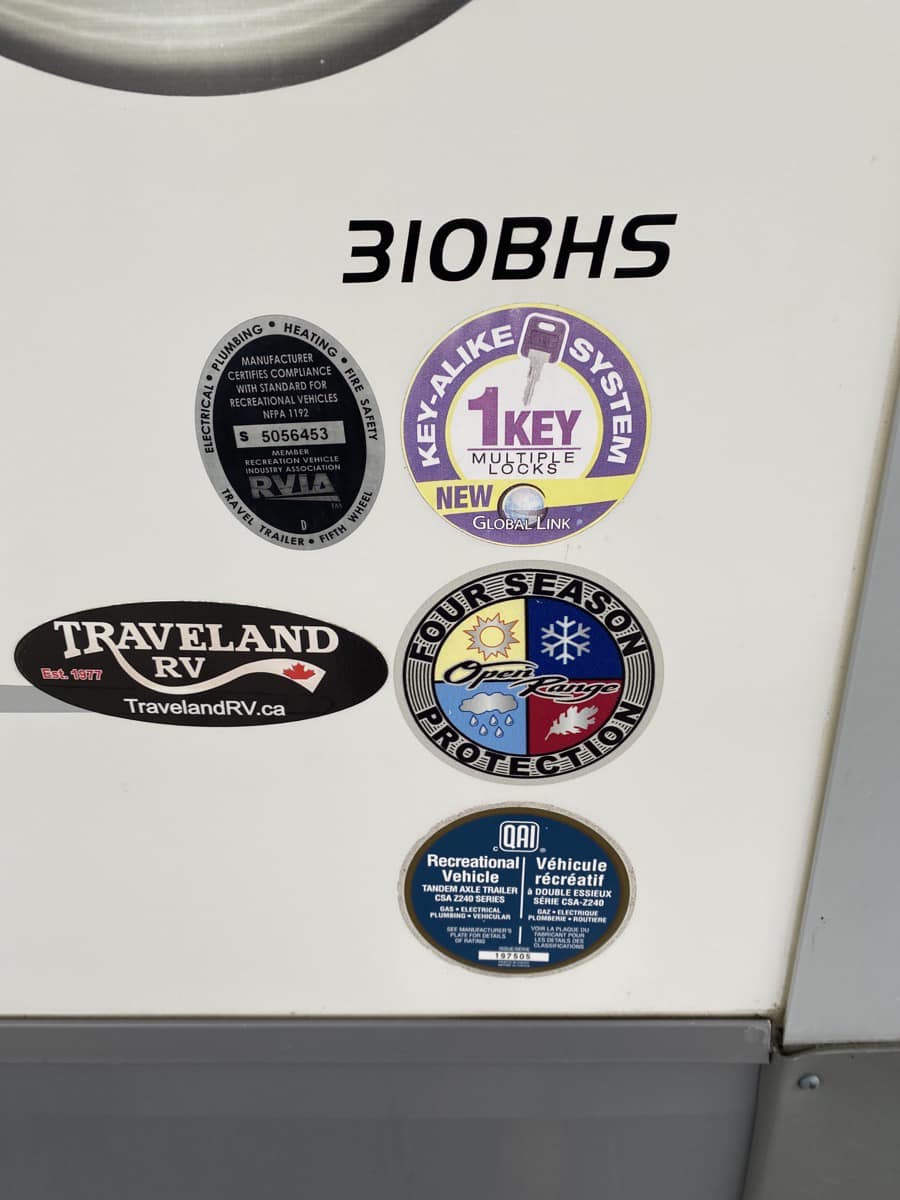 310BHS
ELECTRICAL • PLUMBING • HEATING • FIRE SAFETY
MANUFACTURER
CERTIFIES COMPLIANCE
WITH STANDARD FOR
RECREATIONAL VEHICLES
NFPA 1192
S 5056453
MEMBER
RECREATION VEHICLE
INDUSTRY ASSOCIATION
RVIA
D
TRAVEL TRAILER • FIFTH WHEEL
KEY-ALIKE SYSTEM
1KEY
MULTIPLE
LOCKS
NEW
GLOBAL LINK
TRAVELAND
RV
Est. 1977
TravelandRV.ca
FOUR SEASON
Open Range
PROTECTION
C QAI
Recreational
Vehicle
TANDEM AXLE TRAILER
CSA Z240 SERIES
GAS • ELECTRICAL
PLUMBING • VEHICULAR
SEE MANUFACTURER'S
PLATE FOR DETAILS
OF RATING
Véhicule
récréatif
à DOUBLE ESSIEUX
SÉRIE CSA-Z240
GAZ • ELECTRIQUE
PLOMBERIE • ROUTIERE
VOIR LA PLAQUE DU
FABRICANT POUR
LES DETAILS DES
CLASSIFICATIONS
197505